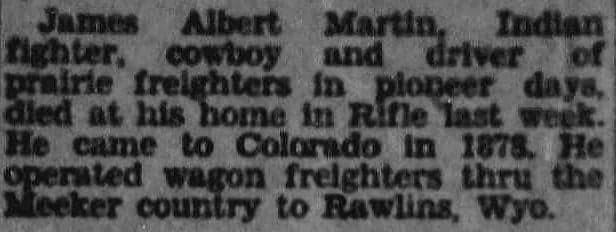 James Albert Martin, Indian
fighter, cowboy and driver of
prairie freighters in pioneer days,
died at his home in Rifle last week.
He came to Colorado in 1878. He
operated wagon freighters thru the
Meeker country to Rawlins, Wyo.